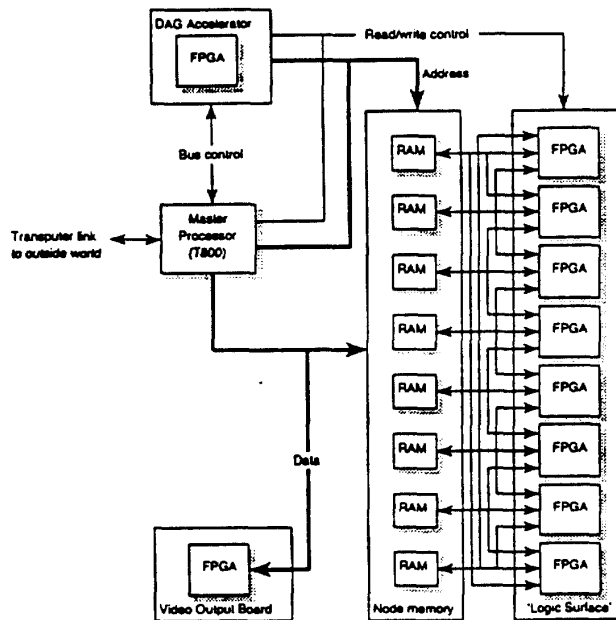 DAG Accelerator
FPGA
Read/write control
Address
Bus control
Master
Processor
(T800)
Transputer link
to outside world
RAM
RAM
RAM
RAM
RAM
RAM
RAM
RAM
FPGA
FPGA
FPGA
FPGA
FPGA
FPGA
FPGA
FPGA
Data
FPGA
Video Output Board
Node memory
'Logic Surface'